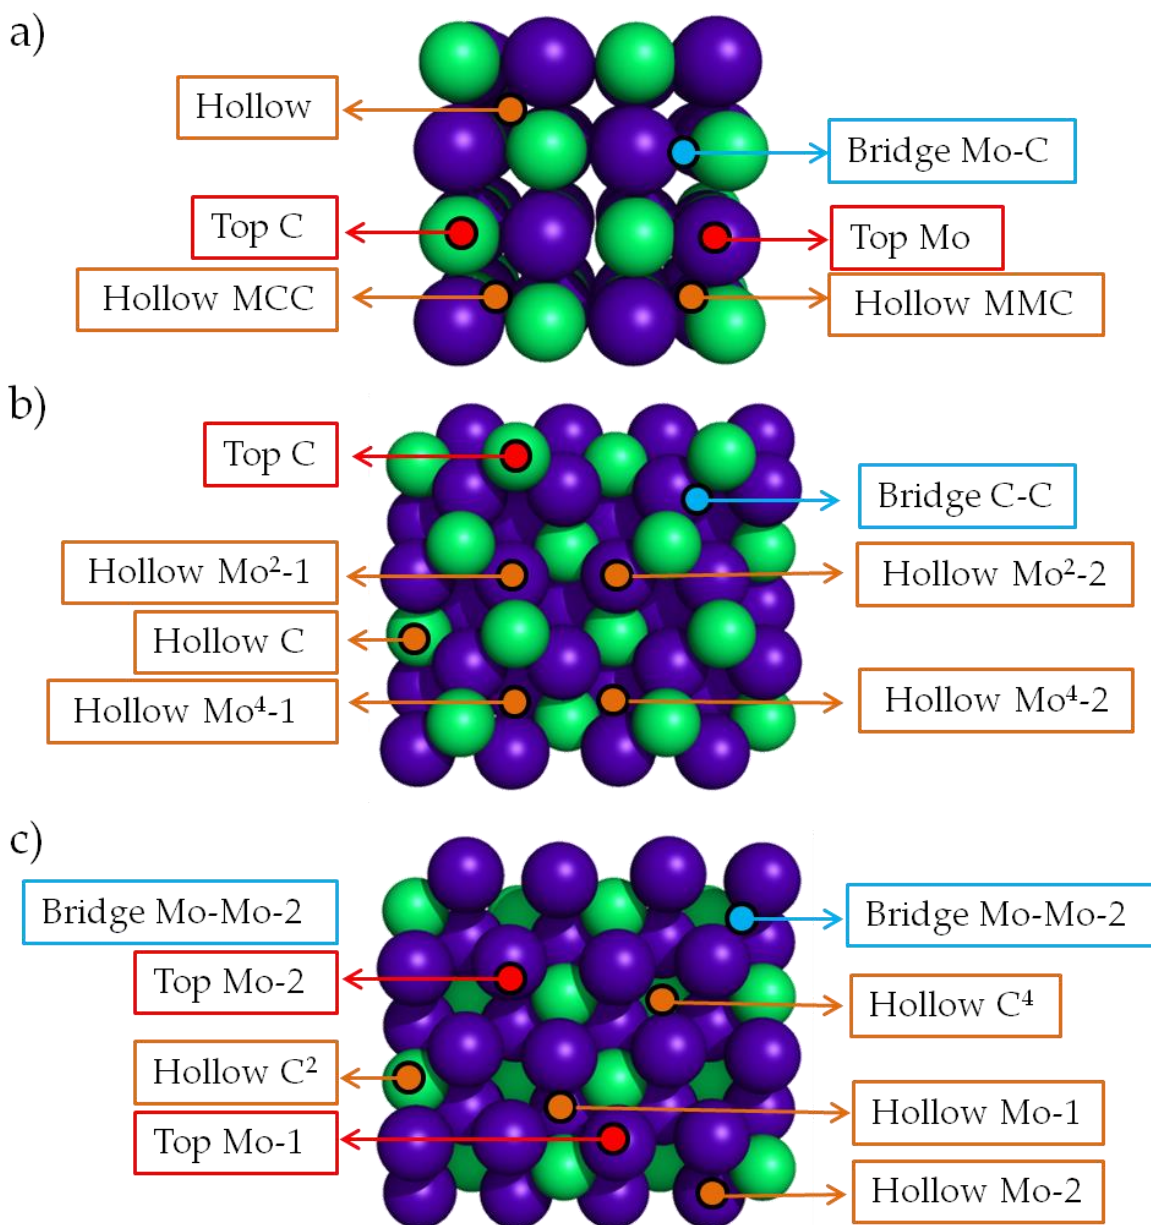 a)
Hollow
Bridge Mo-C
Top C
Top Mo
Hollow MCC
Hollow MMC
b)
Top C
Bridge C-C
Hollow Mo²-1
Hollow Mo²-2
Hollow C
Hollow Mo⁴-1
Hollow Mo⁴-2
c)
Bridge Mo-Mo-2
Bridge Mo-Mo-2
Top Mo-2
Hollow C⁴
Hollow C²
Hollow Mo-1
Top Mo-1
Hollow Mo-2